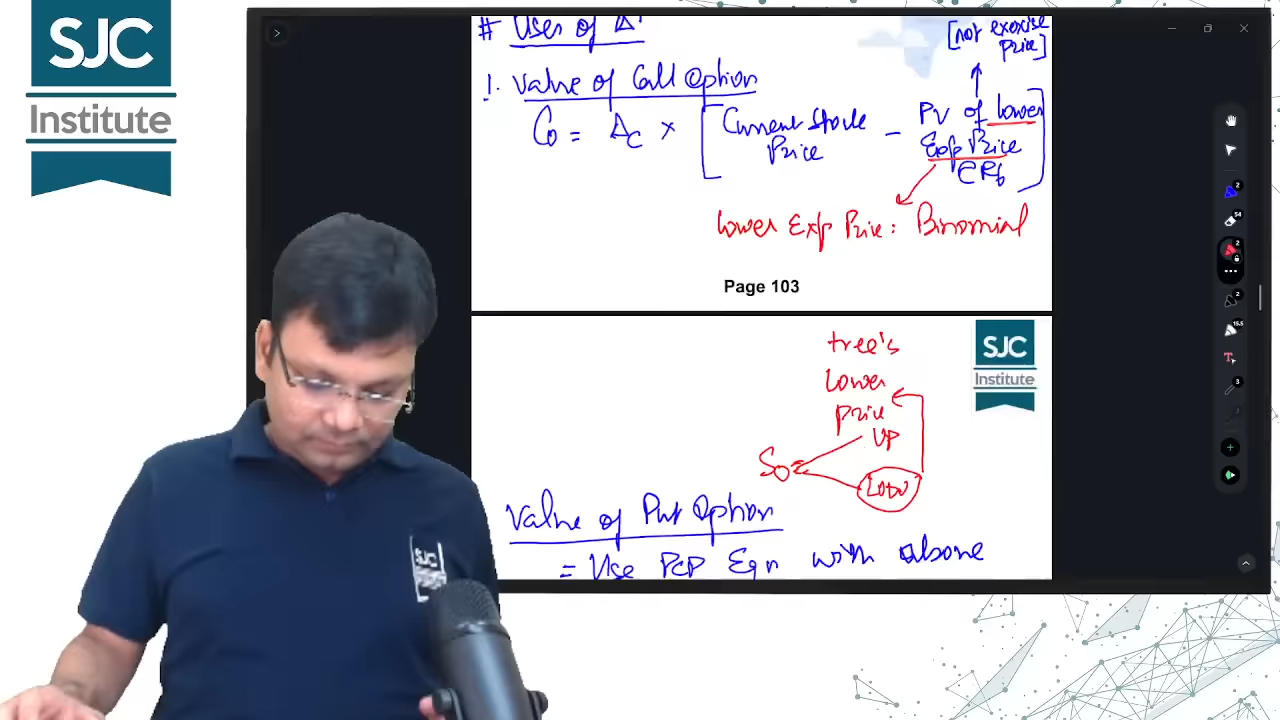 SJC
Institute
# Uses of Δ
[not exercise
price]
1. Value of Call Option
C0 = ΔC × [Current Stock
Price - PV of lower
Exp Price
@ Rf]
lower Exp Price: Binomial
Page 103
tree's
lower
price
UP
S0
LOW
SJC
Institute
Value of Put Option
= Use PCP Eqn with above
SJC